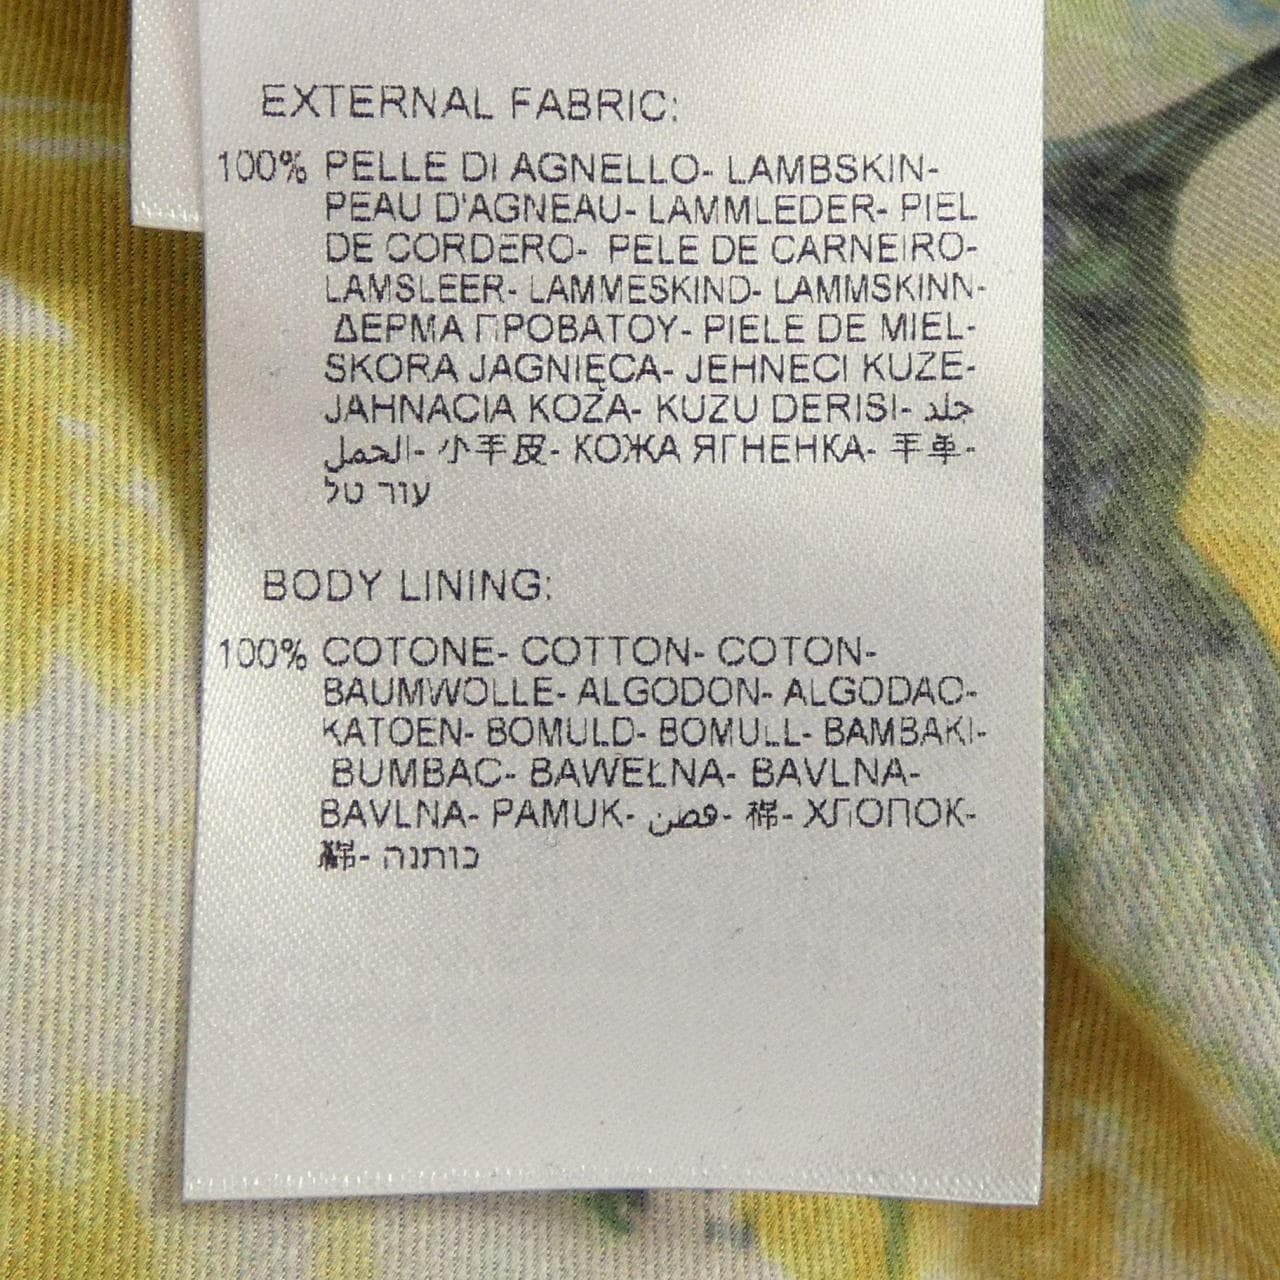 EXTERNAL FABRIC:
100% PELLE DI AGNELLO- LAMBSKIN-
PEAU D'AGNEAU- LAMMLEDER- PIEL
DE CORDERO- PELE DE CARNEIRO-
LAMSLEER- LAMMESKIND- LAMMSKINN-
ΔΕΡΜΑ ΠΡΟΒΑΤΟΥ- PIELE DE MIEL-
SKORA JAGNIĘCA- JEHNECI KUZE-
JAHNACIA KOŽA- KUZU DERISI- جلد
الحمل- 小羊皮- КОЖА ЯГНЕНКА- 羊革-
עור טל
BODY LINING:
100% COTONE- COTTON- COTON-
BAUMWOLLE- ALGODON- ALGODAO-
KATOEN- BOMULD- BOMULL- BAMBAKI-
BUMBAC- BAWEŁNA- BAVLNA-
BAVLNA- PAMUK- قطن- 棉- ХЛОПОК-
綿- כותנה